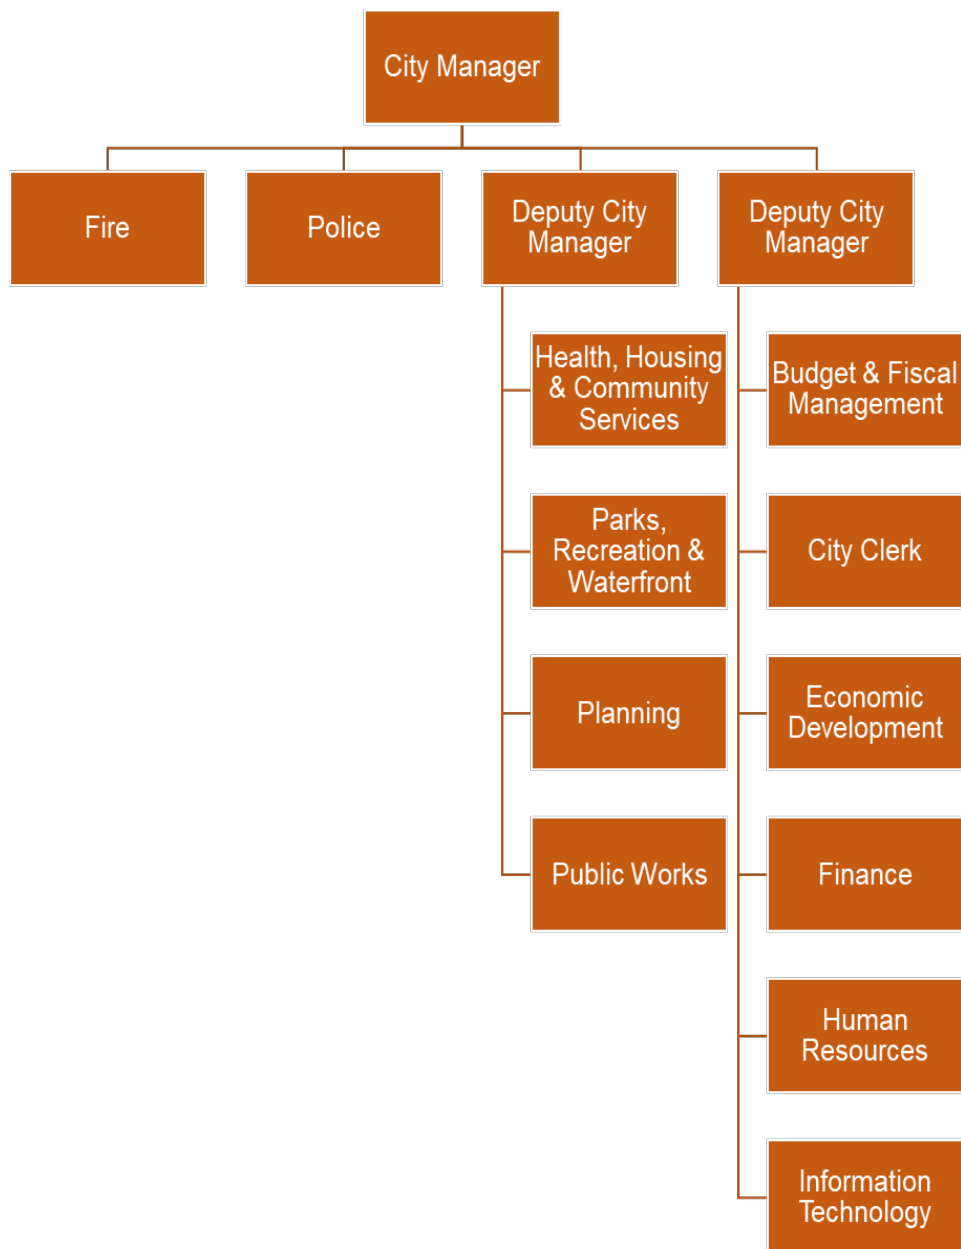 City Manager
Fire
Police
Deputy City
Manager
Deputy City
Manager
Health, Housing
& Community
Services
Parks,
Recreation &
Waterfront
Planning
Public Works
Budget & Fiscal
Management
City Clerk
Economic
Development
Finance
Human
Resources
Information
Technology